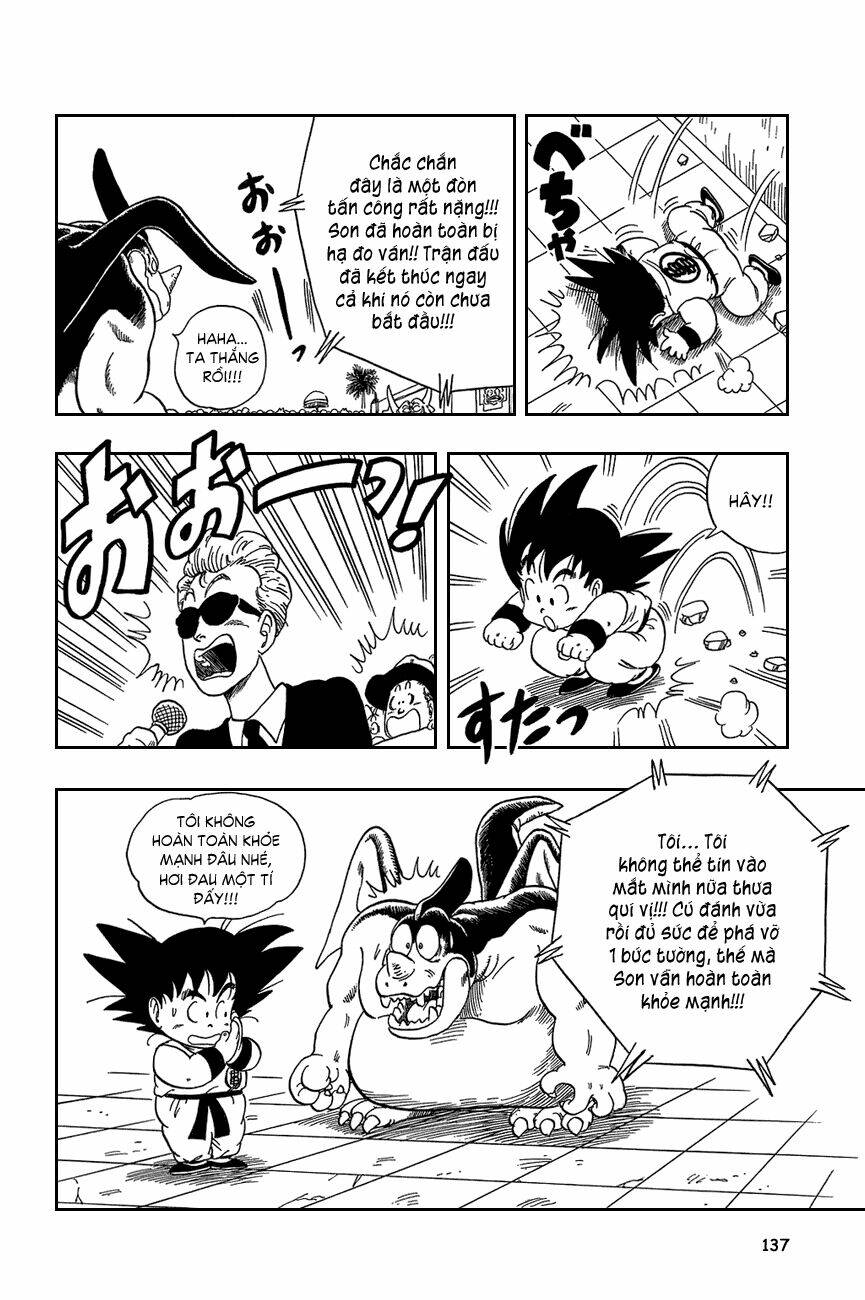 べちゃ
Chắc chắn
đây là một đòn
tấn công rất nặng!!!
Son đã hoàn toàn bị
hạ đo ván!! Trận đấu
đã kết thúc ngay
cả khi nó còn chưa
bắt đầu!!!
おおーっ
HAHA...
TA THẮNG
RỒI!!!
おおーっ!
HÂY!!
すたっ
TÔI KHÔNG
HOÀN TOÀN KHỎE
MẠNH ĐÂU NHÉ,
HƠI ĐAU MỘT TÍ
ĐẤY!!!
Tôi... Tôi
không thể tin vào
mắt mình nữa thưa
quí vị!!! Cú đánh vừa
rồi đủ sức để phá vỡ
1 bức tường, thế mà
Son vẫn hoàn toàn
khỏe mạnh!!!
137